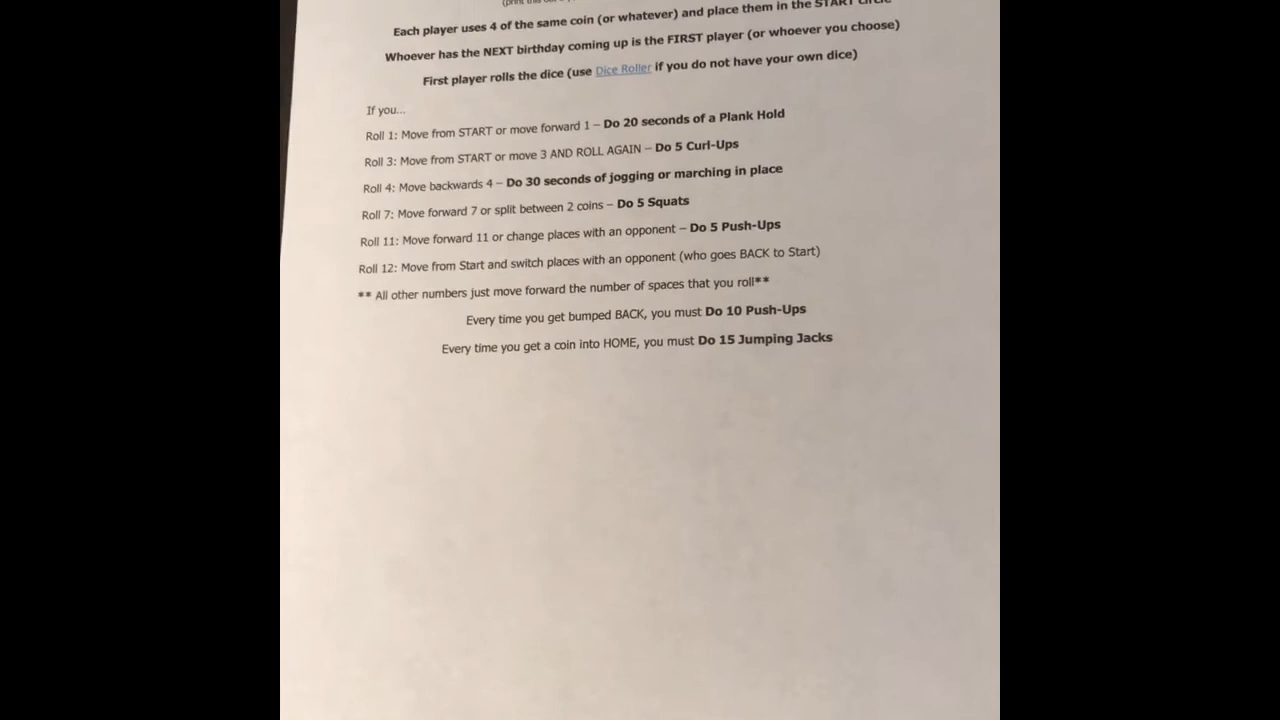 (print this
Each player uses 4 of the same coin (or whatever) and place them in the START circle
Whoever has the NEXT birthday coming up is the FIRST player (or whoever you choose)
First player rolls the dice (use Dice Roller if you do not have your own dice)
If you...
Roll 1: Move from START or move forward 1 – Do 20 seconds of a Plank Hold
Roll 3: Move from START or move 3 AND ROLL AGAIN – Do 5 Curl-Ups
Roll 4: Move backwards 4 – Do 30 seconds of jogging or marching in place
Roll 7: Move forward 7 or split between 2 coins – Do 5 Squats
Roll 11: Move forward 11 or change places with an opponent – Do 5 Push-Ups
Roll 12: Move from Start and switch places with an opponent (who goes BACK to Start)
** All other numbers just move forward the number of spaces that you roll**
Every time you get bumped BACK, you must Do 10 Push-Ups
Every time you get a coin into HOME, you must Do 15 Jumping Jacks